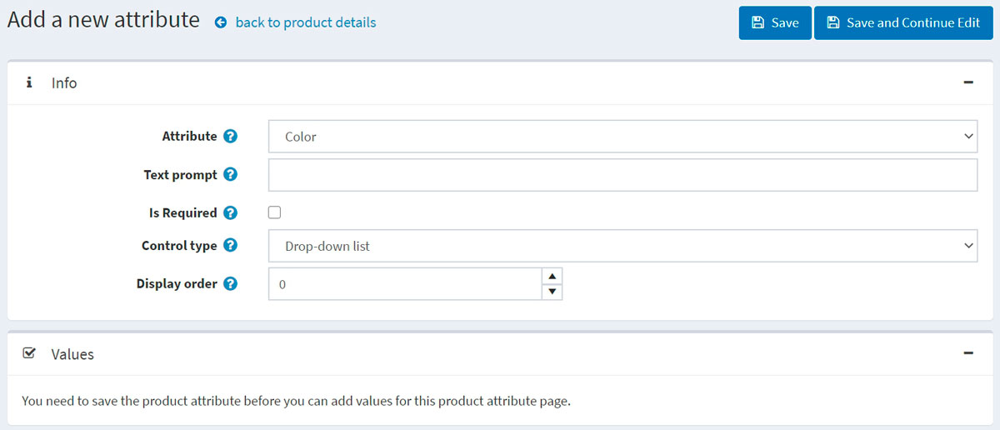 Add a new attribute back to product details Save Save and Continue Edit
Info
Attribute Color
Text prompt
Is Required
Control type Drop-down list
Display order 0
Values
You need to save the product attribute before you can add values for this product attribute page.